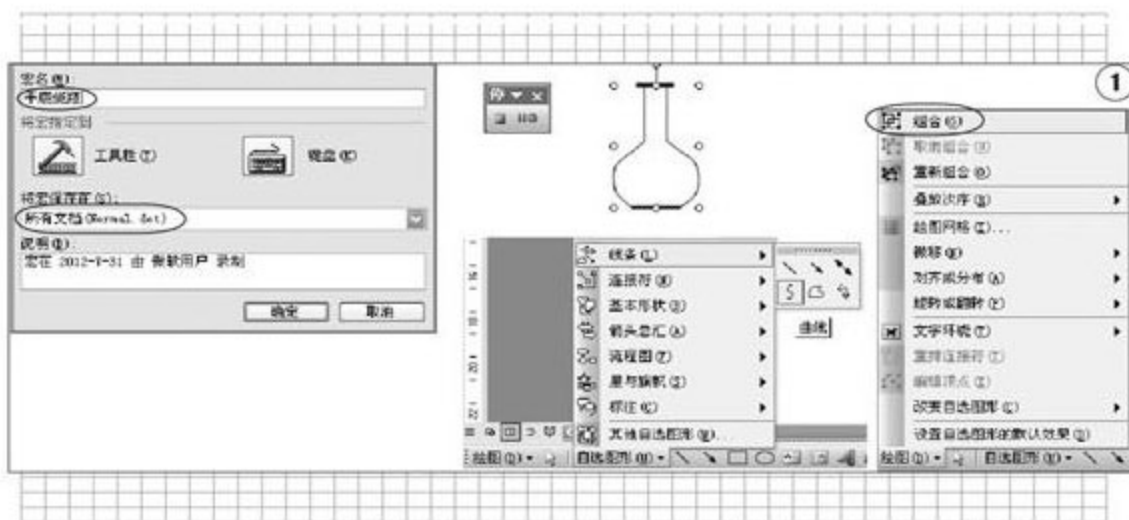 宏名(M):
平底烧瓶
将宏指定到
工具栏(T)
键盘(K)
将宏保存在(S):
所有文档(Normal.dot)
说明(D):
宏在 2012-7-31 由 微软用户 录制
确定
取消
停
1
线条(L)
连接符(N)
基本形状(B)
箭头总汇(A)
流程图(F)
星与旗帜(S)
标注(C)
其他自选图形(M)...
曲线
16
18
20
22
绘图(D)
自选图形(U)
组合(G)
取消组合(U)
重新组合(O)
叠放次序(R)
绘图网格(I)...
微移(N)
对齐或分布(A)
旋转或翻转(P)
文字环绕(T)
重排连接符(T)
编辑顶点(E)
改变自选图形(C)
设置自选图形的默认效果(D)
绘图(D)
自选图形(U)